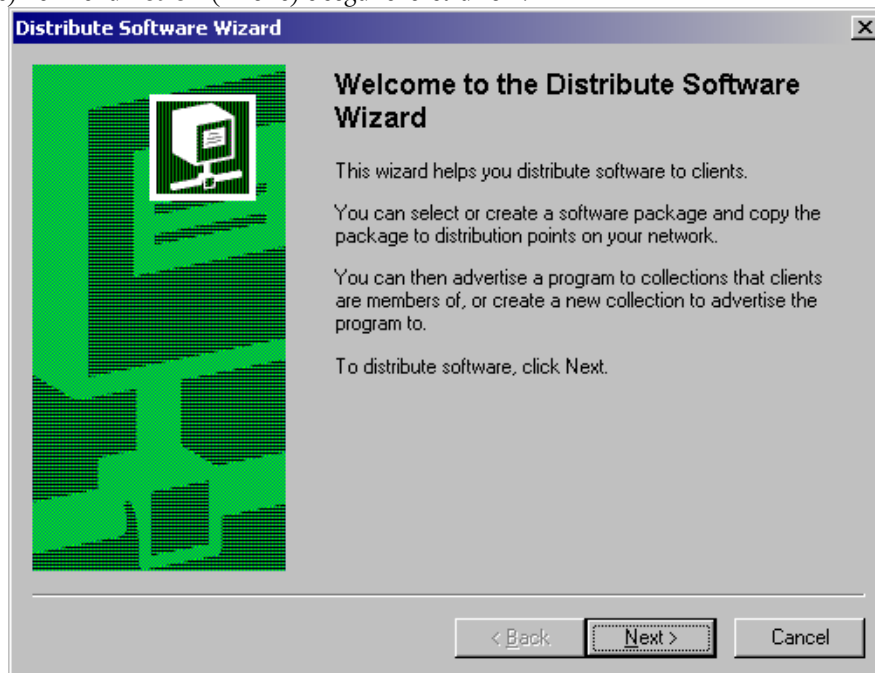 Distribute Software Wizard
Welcome to the Distribute Software
Wizard
This wizard helps you distribute software to clients.
You can select or create a software package and copy the
package to distribution points on your network.
You can then advertise a program to collections that clients
are members of, or create a new collection to advertise the
program to.
To distribute software, click Next.
< Back
Next >
Cancel